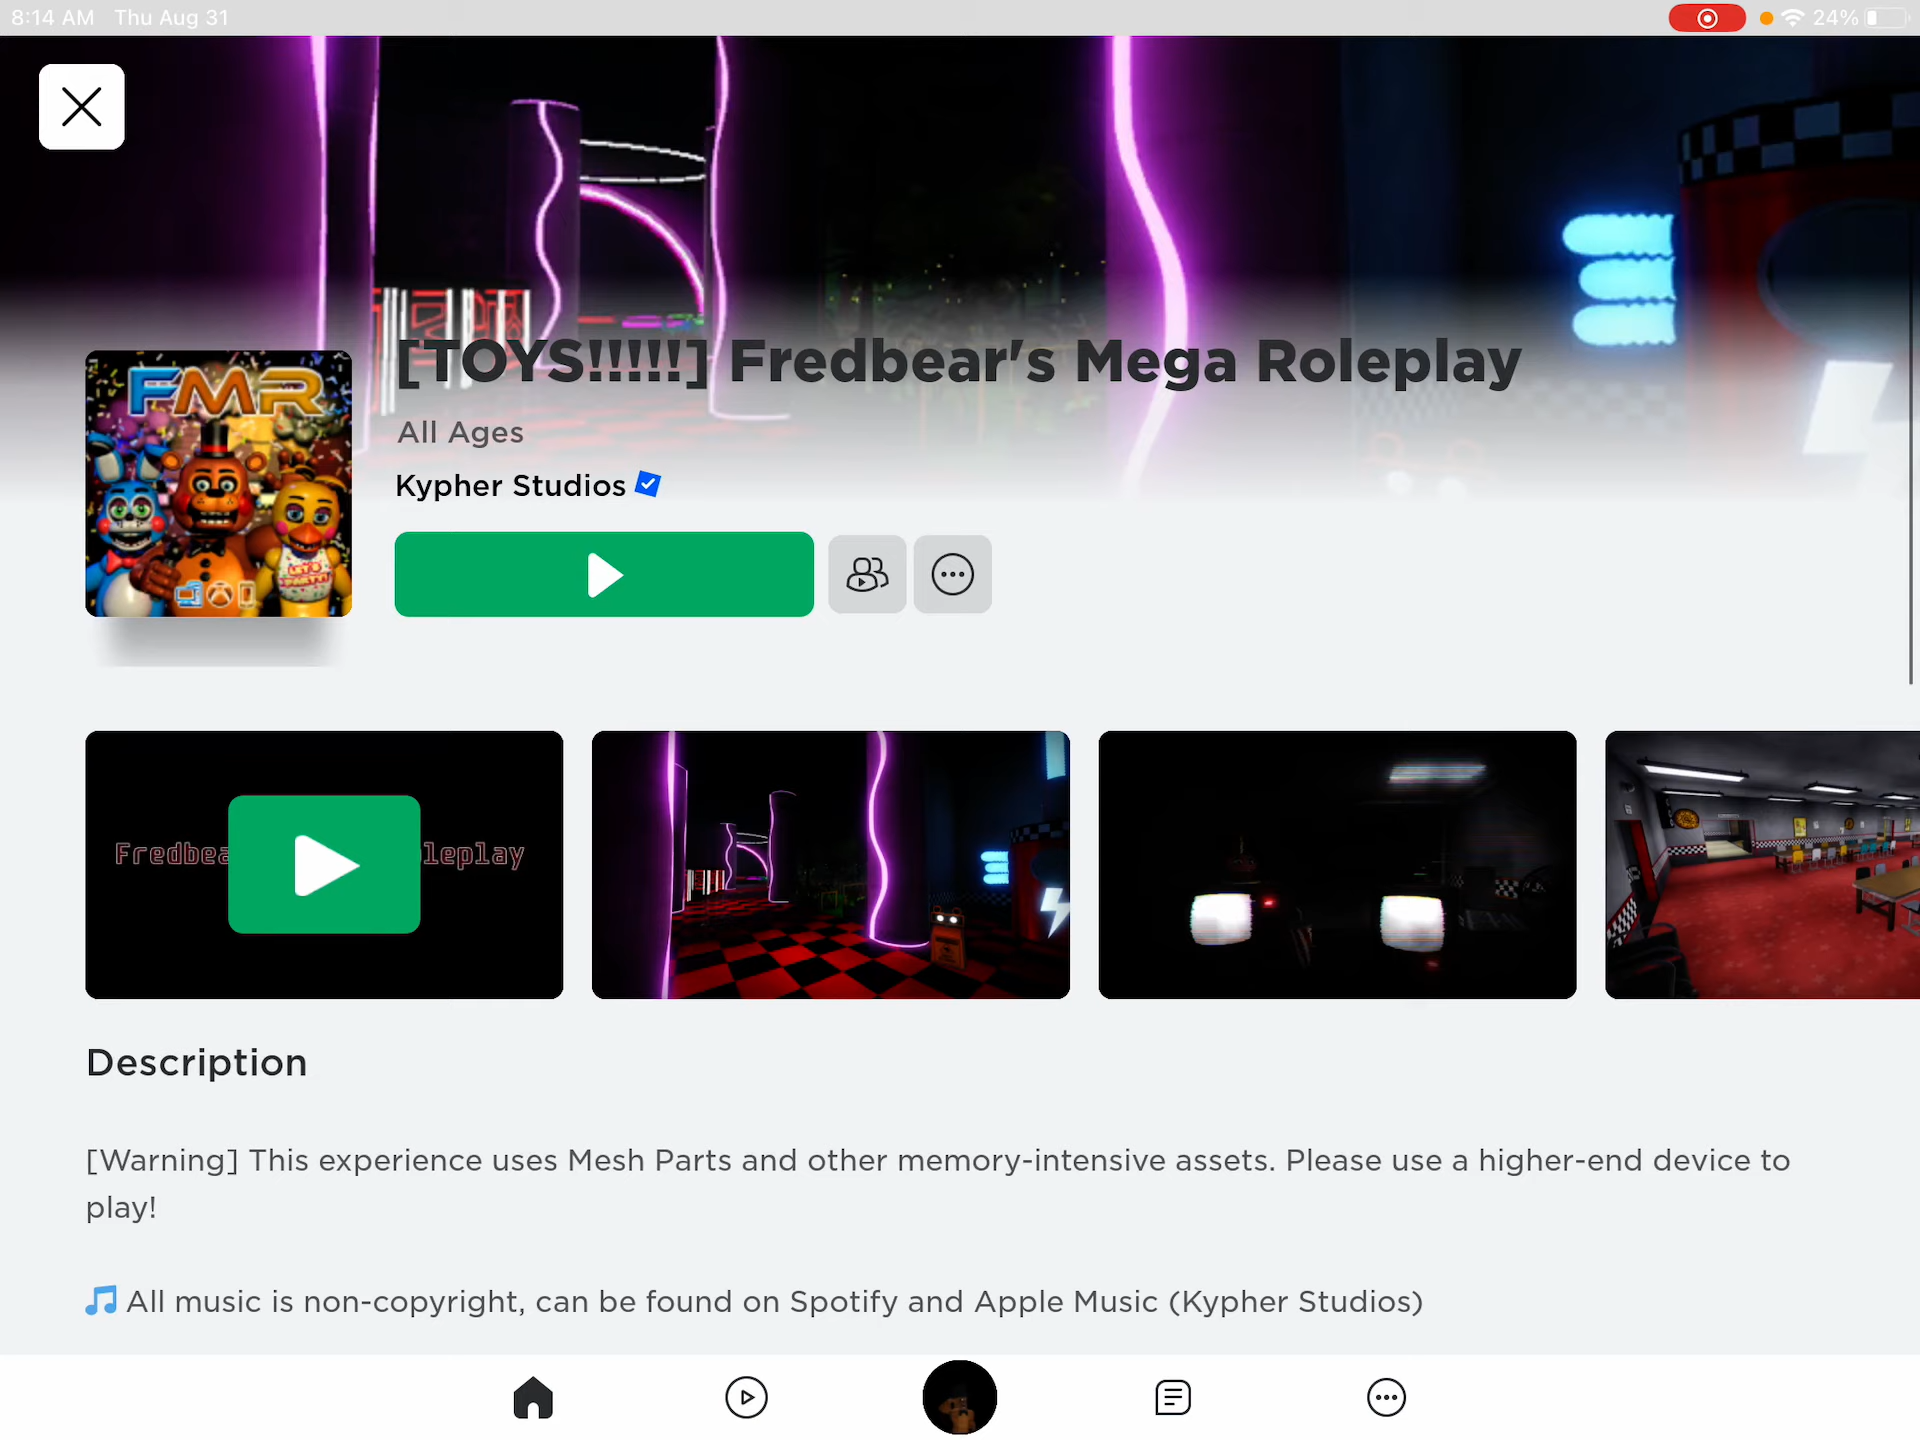 8:14 AM Thu Aug 31
24%
[TOYS!!!!!] Fredbear's Mega Roleplay
FMR
All Ages
Kypher Studios
LET'S PARTY!
Fredbea leplay
Description
[Warning] This experience uses Mesh Parts and other memory-intensive assets. Please use a higher-end device to
play!
All music is non-copyright, can be found on Spotify and Apple Music (Kypher Studios)